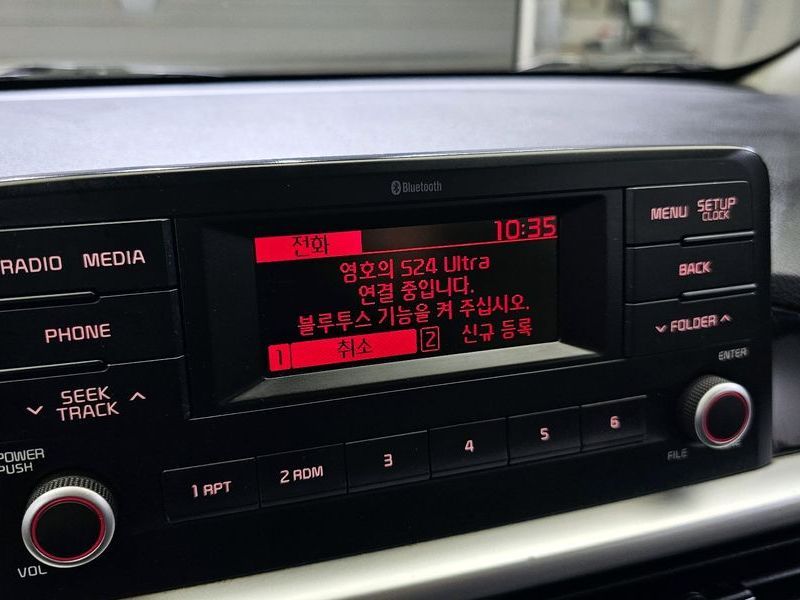 Bluetooth
전화 10:35
영호의 S24 Ultra
연결 중입니다.
블루투스 기능을 켜 주십시오.
1 취소 2 신규 등록
RADIO MEDIA
PHONE
SEEK
TRACK
POWER
PUSH
VOL
1 RPT 2 RDM 3 4 5 6
MENU SETUP
CLOCK
BACK
FOLDER
ENTER
FILE